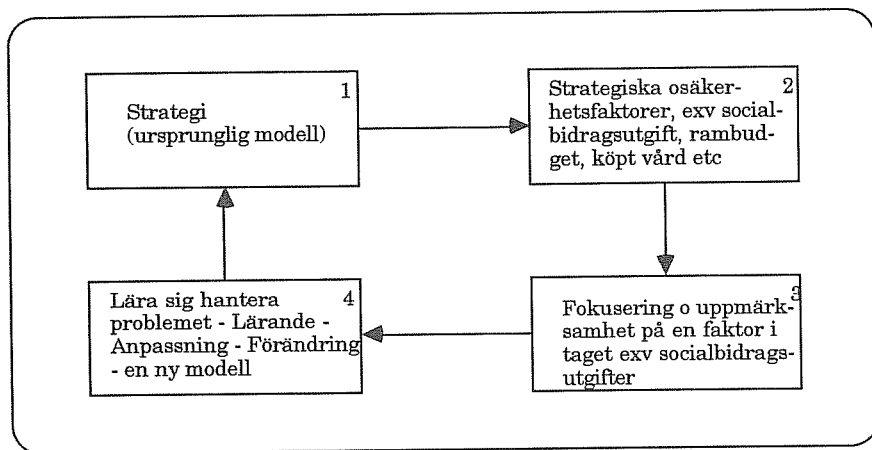 1
Strategi
(ursprunglig modell)
2
Strategiska osäker-
hetsfaktorer, exv social-
bidragsutgift, rambud-
get, köpt vård etc
3
Fokusering o uppmärk-
samhet på en faktor i
taget exv socialbidrags-
utgifter
4
Lära sig hantera
problemet - Lärande -
Anpassning - Förändring
- en ny modell